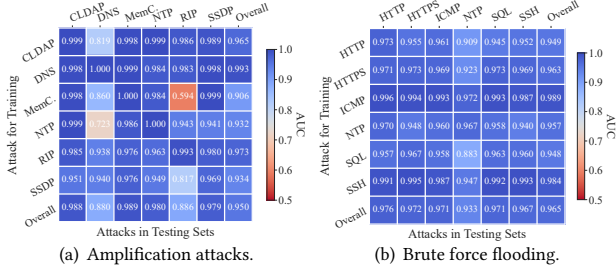 CLDAP DNS MemC. NTP RIP SSDP Overall
CLDAP 0.999 0.819 0.998 0.999 0.986 0.989 0.965
DNS 0.998 1.000 0.999 0.984 0.983 0.998 0.993
MemC. 0.998 0.860 1.000 0.984 0.594 0.999 0.906
NTP 0.999 0.723 0.986 1.000 0.943 0.941 0.932
RIP 0.985 0.938 0.976 0.963 0.993 0.980 0.973
SSDP 0.951 0.940 0.976 0.949 0.817 0.969 0.934
Overall 0.988 0.880 0.989 0.980 0.886 0.979 0.950
Attack for Training
Attacks in Testing Sets
1.0
0.9
0.8
0.7
0.6
0.5
AUC
(a) Amplification attacks.
HTTP HTTPS ICMP NTP SQL SSH Overall
HTTP 0.973 0.955 0.961 0.909 0.945 0.952 0.949
HTTPS 0.971 0.973 0.969 0.923 0.973 0.969 0.963
ICMP 0.996 0.994 0.993 0.972 0.993 0.987 0.989
NTP 0.970 0.948 0.960 0.967 0.958 0.940 0.957
SQL 0.957 0.967 0.958 0.883 0.963 0.960 0.948
SSH 0.991 0.995 0.987 0.947 0.992 0.993 0.984
Overall 0.976 0.972 0.971 0.933 0.971 0.967 0.965
Attack for Training
Attacks in Testing Sets
1.0
0.9
0.8
0.7
0.6
0.5
AUC
(b) Brute force flooding.